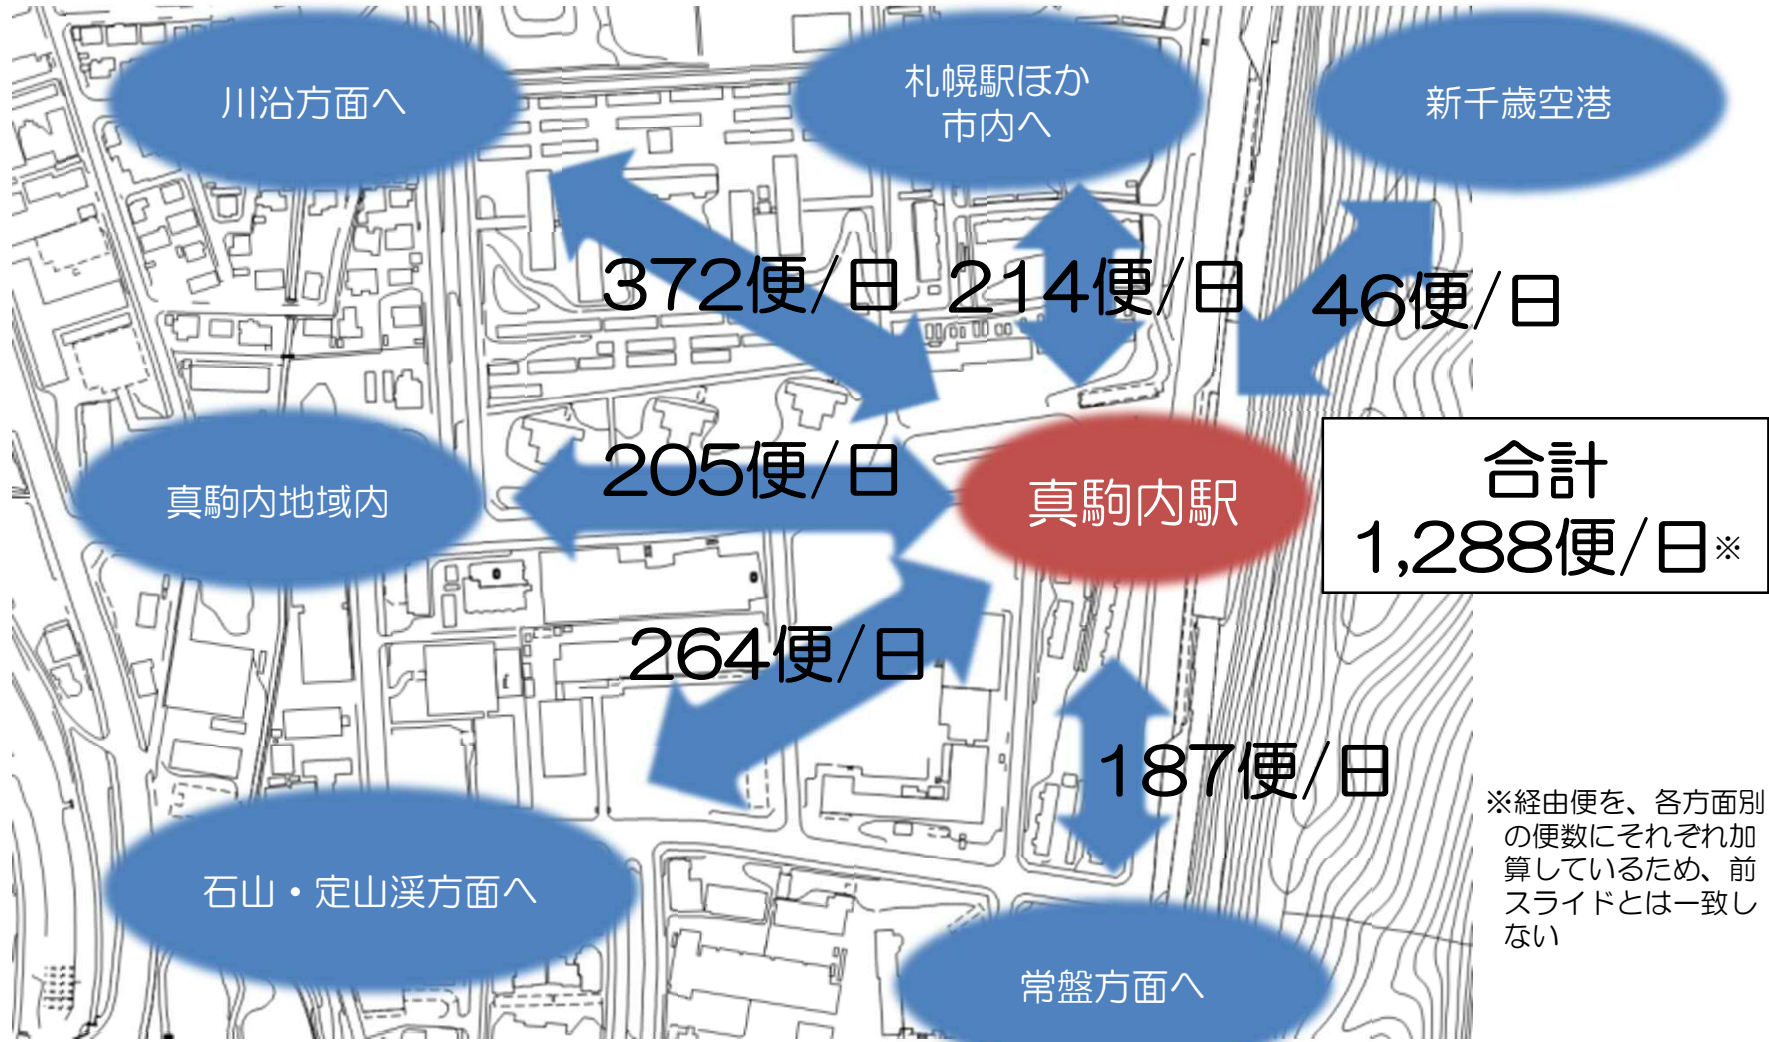 川沿方面へ
札幌駅ほか
市内へ
新千歳空港
372便/日
214便/日
46便/日
真駒内地域内
205便/日
真駒内駅
合計
1,288便/日※
264便/日
187便/日
石山・定山渓方面へ
常盤方面へ
※経由便を、各方面別
の便数にそれぞれ加
算しているため、前
スライドとは一致し
ない